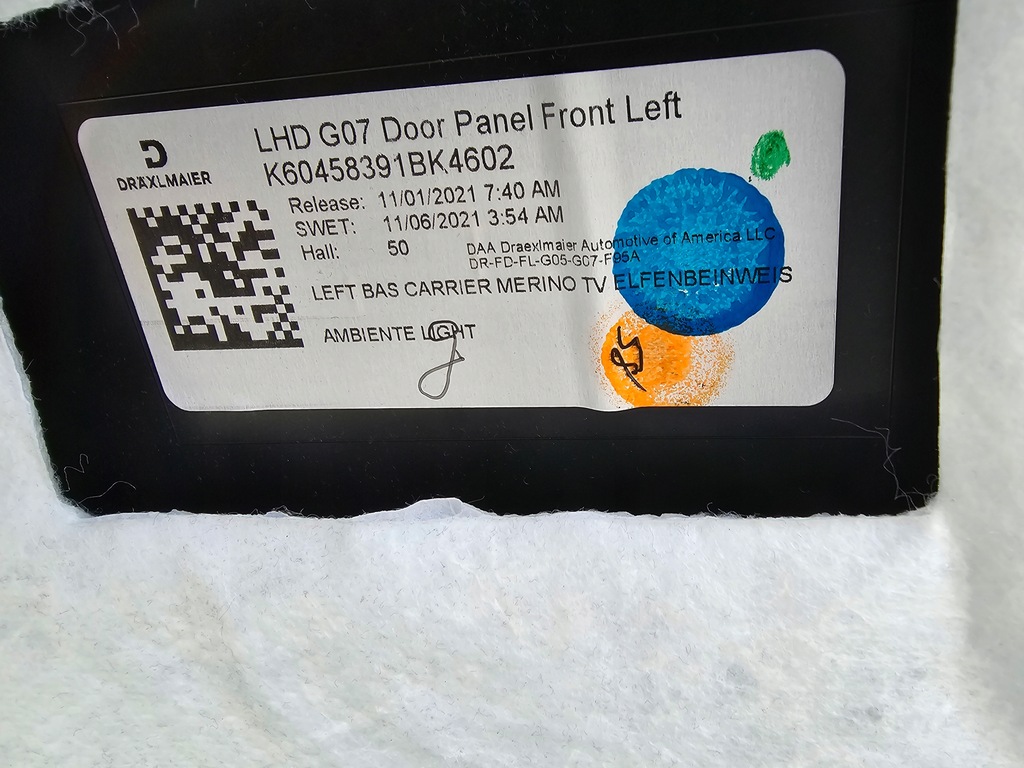 LHD G07 Door Panel Front Left
K60458391BK4602
DRÄXLMAIER
Release: 11/01/2021 7:40 AM
SWET: 11/06/2021 3:54 AM
Hall: 50
DAA Draexlmaier Automotive of America LLC
DR-FD-FL-G05-G07-F95A
LEFT BAS CARRIER MERINO TV ELFENBEINWEIS
AMBIENTE LIGHT